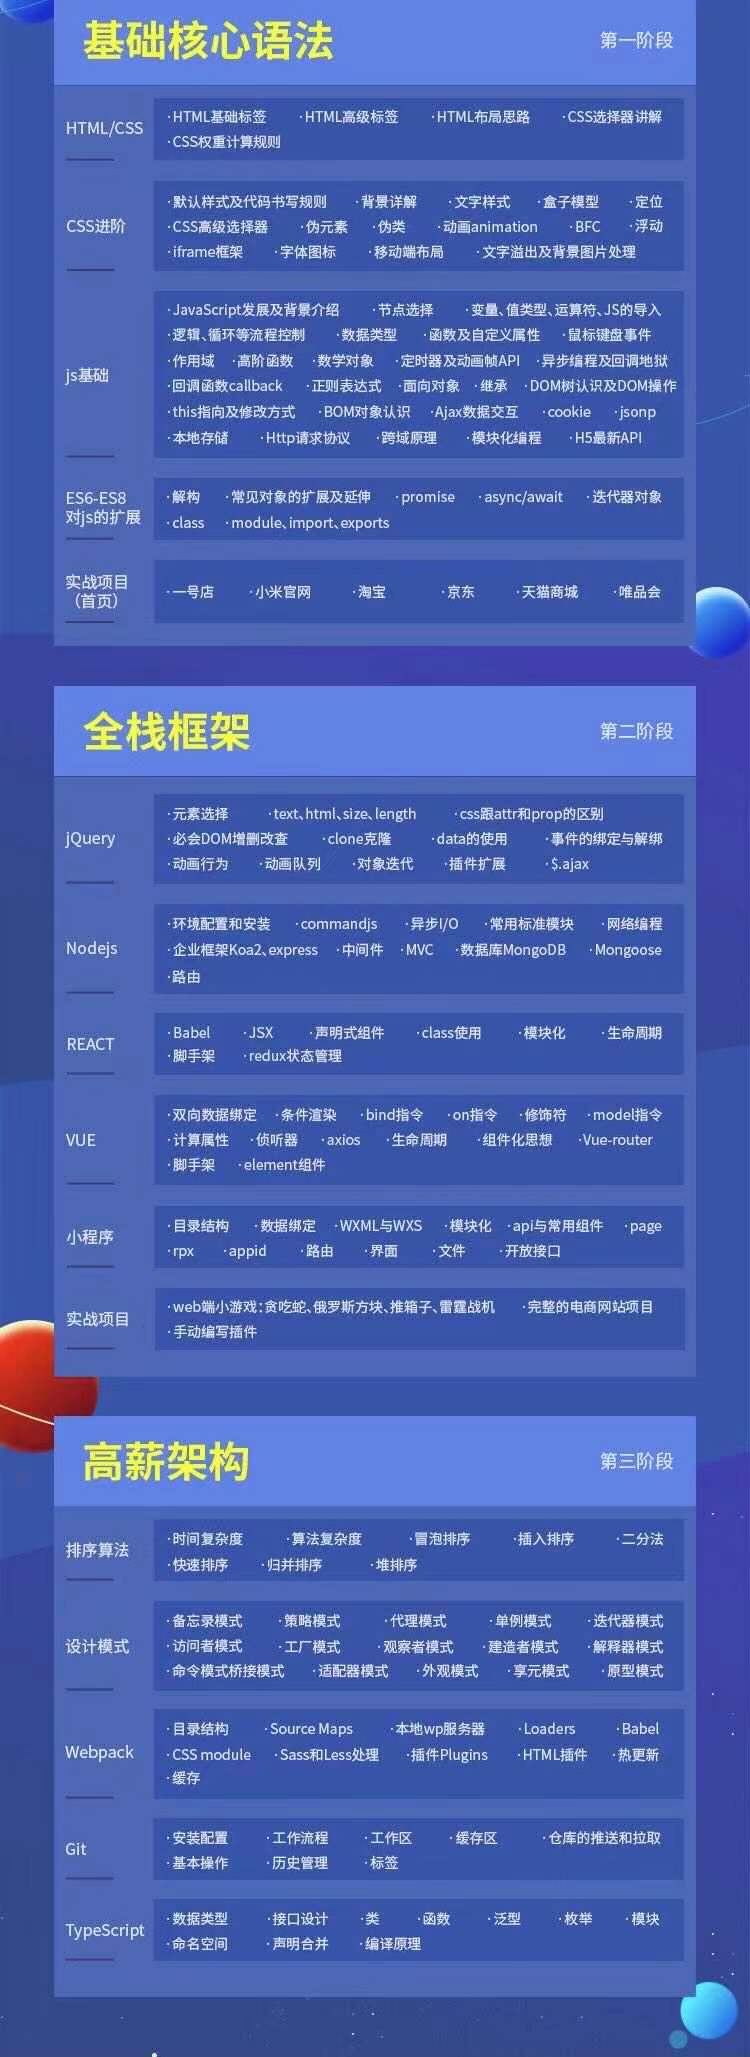 基础核心语法
第一阶段
HTML/CSS
·HTML基础标签 ·HTML高级标签 ·HTML布局思路 ·CSS选择器讲解
·CSS权重计算规则
CSS进阶
·默认样式及代码书写规则 ·背景详解 ·文字样式 ·盒子模型 ·定位
·CSS高级选择器 ·伪元素 ·伪类 ·动画animation ·BFC ·浮动
·iframe框架 ·字体图标 ·移动端布局 ·文字溢出及背景图片处理
js基础
·JavaScript发展及背景介绍 ·节点选择 ·变量、值类型、运算符、JS的导入
·逻辑、循环等流程控制 ·数据类型 ·函数及自定义属性 ·鼠标键盘事件
·作用域 ·高阶函数 ·数学对象 ·定时器及动画帧API ·异步编程及回调地狱
·回调函数callback ·正则表达式 ·面向对象 ·继承 ·DOM树认识及DOM操作
·this指向及修改方式 ·BOM对象认识 ·Ajax数据交互 ·cookie ·jsonp
·本地存储 ·Http请求协议 ·跨域原理 ·模块化编程 ·H5最新API
ES6-ES8
对js的扩展
·解构 ·常见对象的扩展及延伸 ·promise ·async/await ·迭代器对象
·class ·module、import、exports
实战项目
（首页）
·一号店 ·小米官网 ·淘宝 ·京东 ·天猫商城 ·唯品会
全栈框架
第二阶段
jQuery
·元素选择 ·text、html、size、length ·css跟attr和prop的区别
·必会DOM增删改查 ·clone克隆 ·data的使用 ·事件的绑定与解绑
·动画行为 ·动画队列 ·对象迭代 ·插件扩展 ·$.ajax
Nodejs
·环境配置和安装 ·commandjs ·异步I/O ·常用标准模块 ·网络编程
·企业框架Koa2、express ·中间件 ·MVC ·数据库MongoDB ·Mongoose
·路由
REACT
·Babel ·JSX ·声明式组件 ·class使用 ·模块化 ·生命周期
·脚手架 ·redux状态管理
VUE
·双向数据绑定 ·条件渲染 ·bind指令 ·on指令 ·修饰符 ·model指令
·计算属性 ·侦听器 ·axios ·生命周期 ·组件化思想 ·Vue-router
·脚手架 ·element组件
小程序
·目录结构 ·数据绑定 ·WXML与WXS ·模块化 ·api与常用组件 ·page
·rpx ·appid ·路由 ·界面 ·文件 ·开放接口
实战项目
·web端小游戏：贪吃蛇、俄罗斯方块、推箱子、雷霆战机 ·完整的电商网站项目
·手动编写插件
高薪架构
第三阶段
排序算法
·时间复杂度 ·算法复杂度 ·冒泡排序 ·插入排序 ·二分法
·快速排序 ·归并排序 ·堆排序
设计模式
·备忘录模式 ·策略模式 ·代理模式 ·单例模式 ·迭代器模式
·访问者模式 ·工厂模式 ·观察者模式 ·建造者模式 ·解释器模式
·命令模式桥接模式 ·适配器模式 ·外观模式 ·享元模式 ·原型模式
Webpack
·目录结构 ·Source Maps ·本地wp服务器 ·Loaders ·Babel
·CSS module ·Sass和Less处理 ·插件Plugins ·HTML插件 ·热更新
·缓存
Git
·安装配置 ·工作流程 ·工作区 ·缓存区 ·仓库的推送和拉取
·基本操作 ·历史管理 ·标签
TypeScript
·数据类型 ·接口设计 ·类 ·函数 ·泛型 ·枚举 ·模块
·命名空间 ·声明合并 ·编译原理